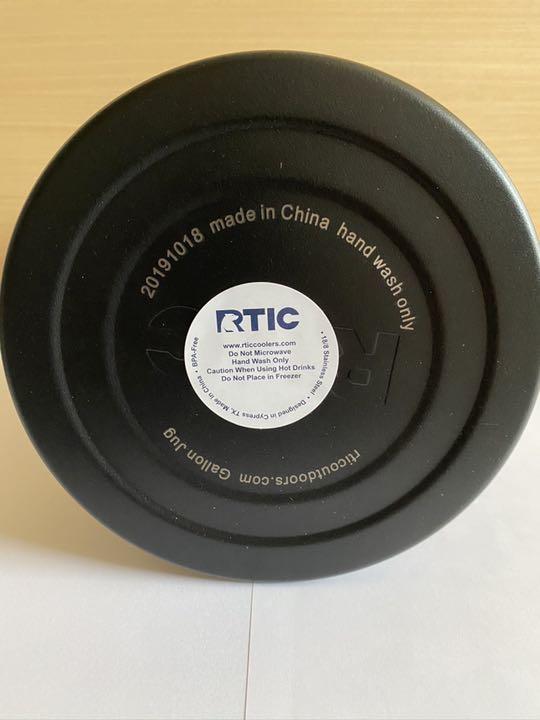 20191018 made in China hand wash only
RTIC
www.rticcoolers.com
Do Not Microwave
Hand Wash Only
Caution When Using Hot Drinks
Do Not Place in Freezer
• BPA-Free • 18/8 Stainless Steel • Designed in Cypress TX, Made in China
rticoutdoors.com Gallon Jug